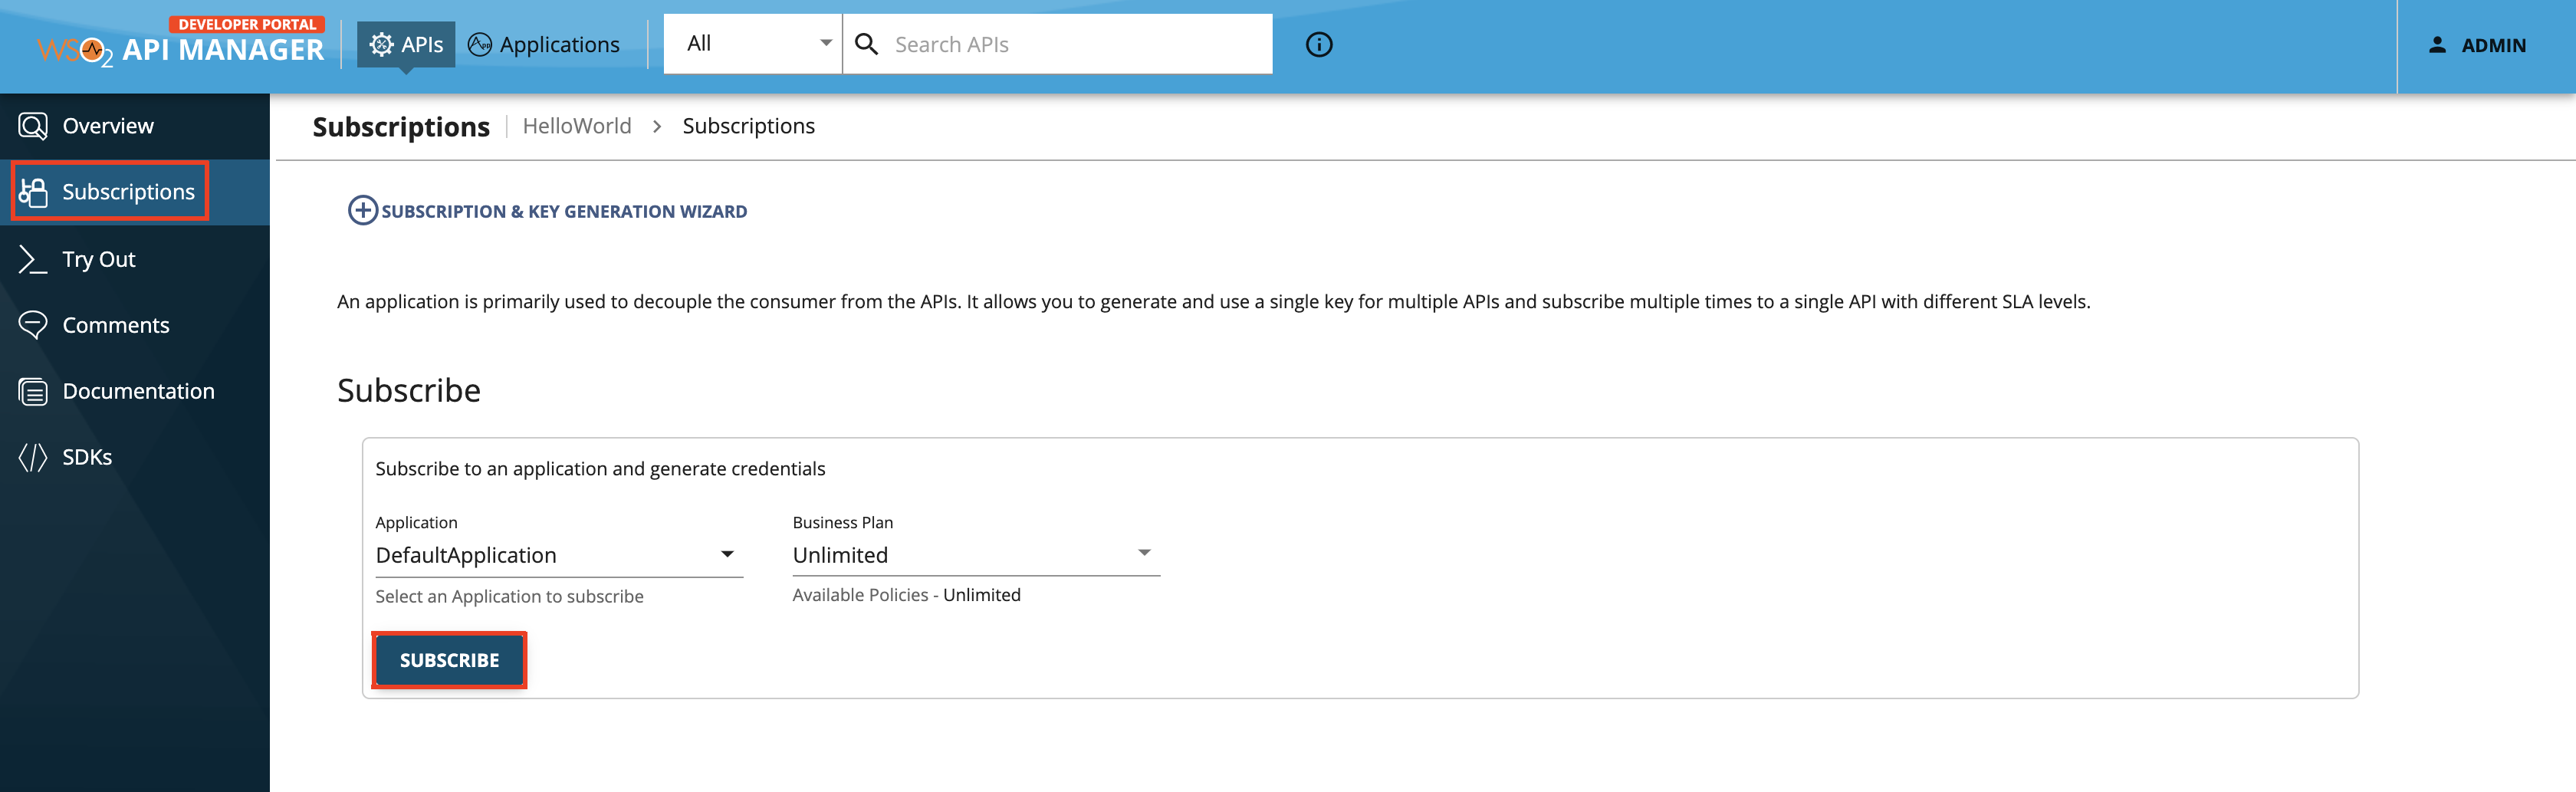 DEVELOPER PORTAL
WSO2 API MANAGER
APIs
Applications
All
Search APIs
ADMIN
Overview
Subscriptions
Try Out
Comments
Documentation
SDKs
Subscriptions
HelloWorld > Subscriptions
SUBSCRIPTION & KEY GENERATION WIZARD
An application is primarily used to decouple the consumer from the APIs. It allows you to generate and use a single key for multiple APIs and subscribe multiple times to a single API with different SLA levels.
Subscribe
Subscribe to an application and generate credentials
Application
DefaultApplication
Select an Application to subscribe
Business Plan
Unlimited
Available Policies - Unlimited
SUBSCRIBE